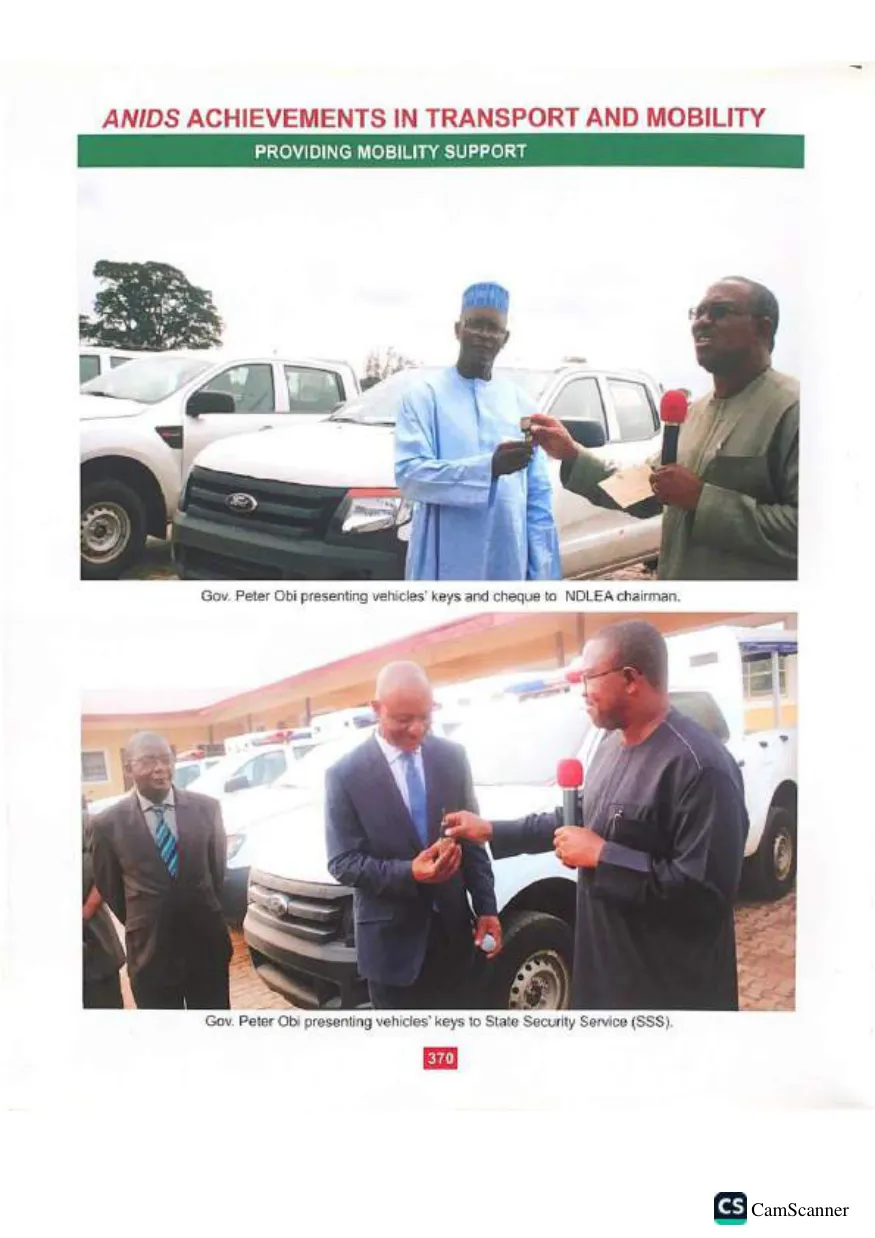 ANIDS ACHIEVEMENTS IN TRANSPORT AND MOBILITY
PROVIDING MOBILITY SUPPORT
Ford
Gov. Peter Obi presenting vehicles' keys and cheque to NDLEA chairman.
Gov. Peter Obi presenting vehicles' keys to State Security Service (SSS).
370
CS CamScanner